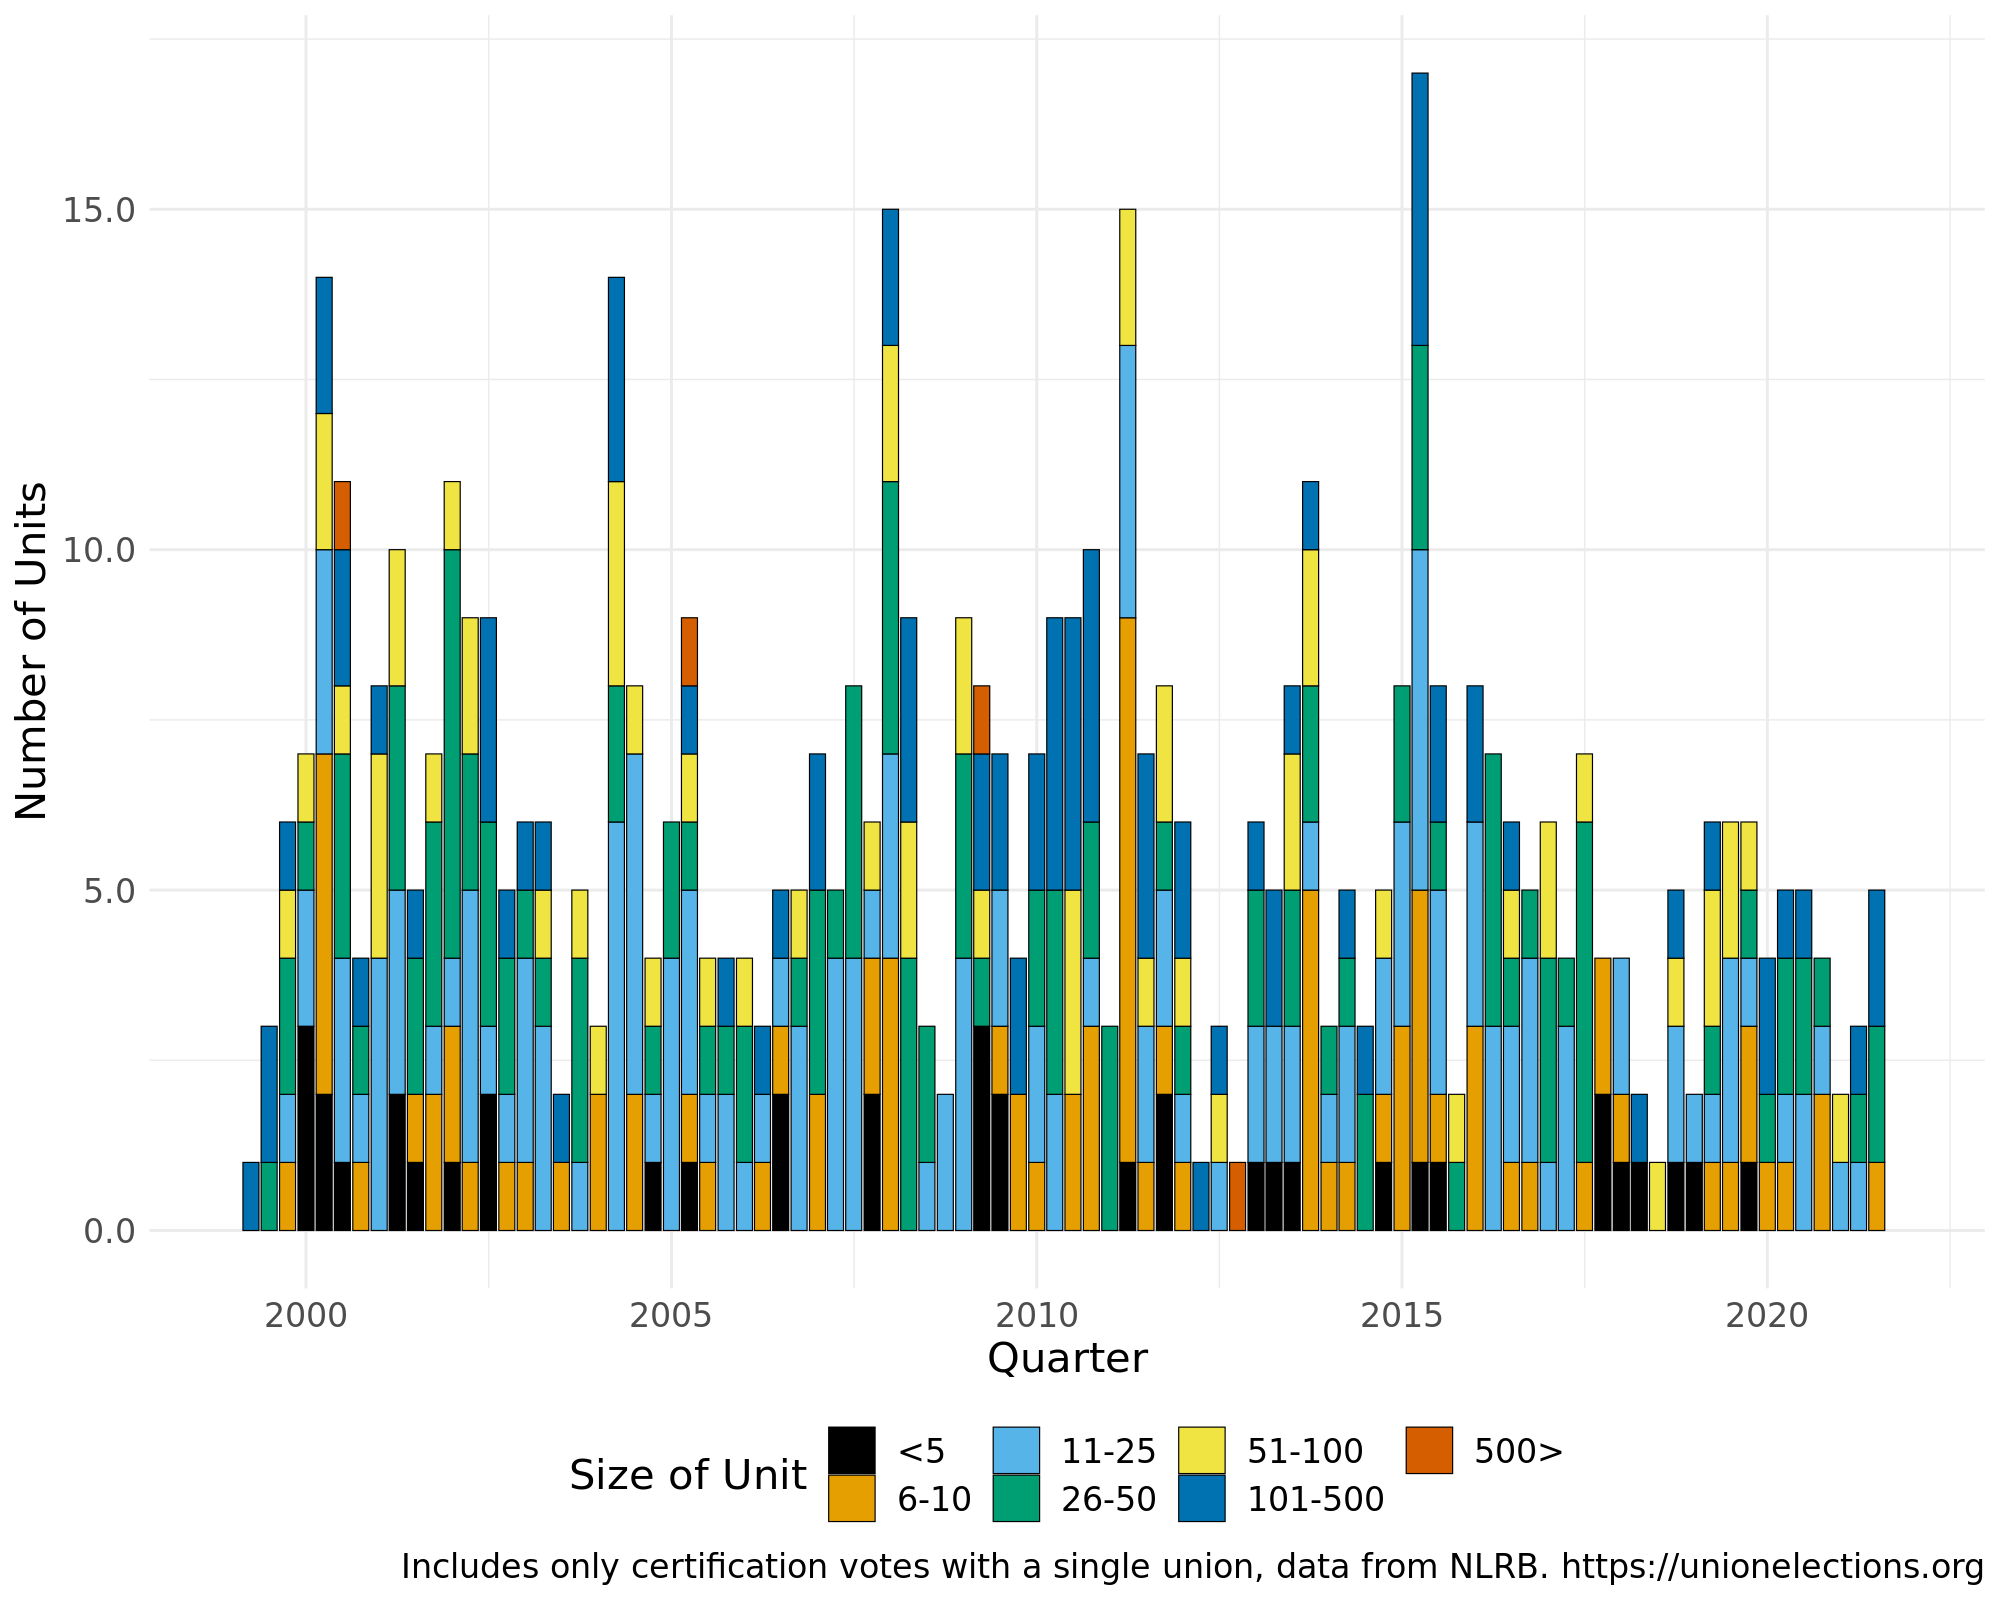 15.0
10.0
5.0
0.0
Number of Units
2000 2005 2010 2015 2020
Quarter
Size of Unit
<5 11-25 51-100 500>
6-10 26-50 101-500
Includes only certification votes with a single union, data from NLRB. https://unionelections.org